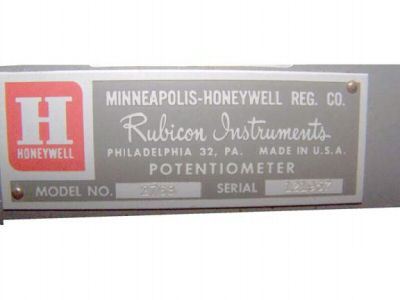 H
HONEYWELL
MINNEAPOLIS-HONEYWELL REG. CO.
Rubicon Instruments
PHILADELPHIA 32, PA. MADE IN U.S.A.
POTENTIOMETER
MODEL NO. SERIAL